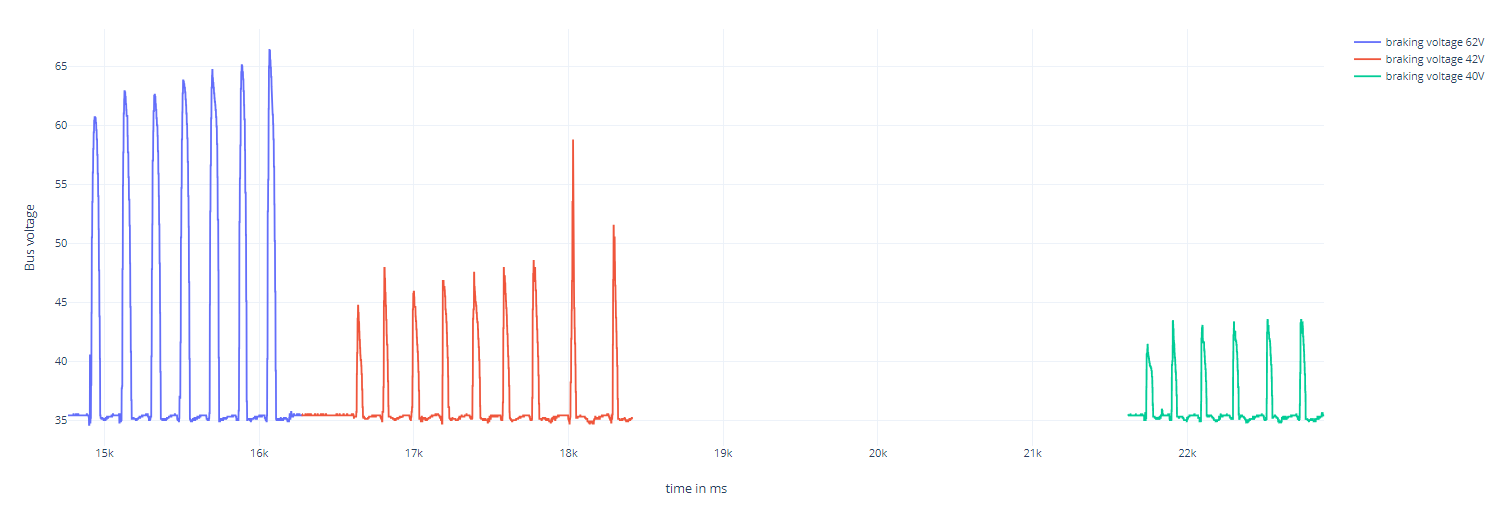 braking voltage 62V
braking voltage 42V
braking voltage 40V
65
60
55
50
45
40
35
Bus voltage
15k
16k
17k
18k
19k
20k
21k
22k
time in ms